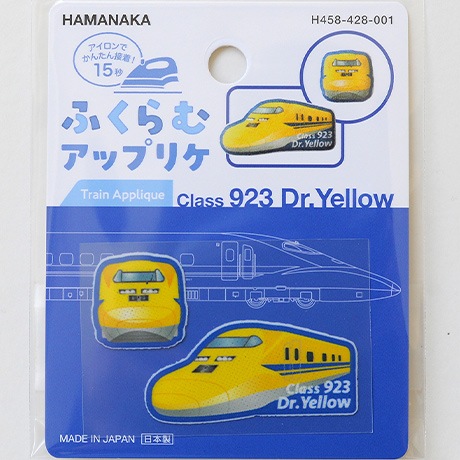 HAMANAKA
H458-428-001
アイロンで
かんたん接着!
15秒
ふくらむ
アップリケ
Class 923
Dr.Yellow
Train Applique
Class 923 Dr.Yellow
Class 923
Dr.Yellow
MADE IN JAPAN 日本製